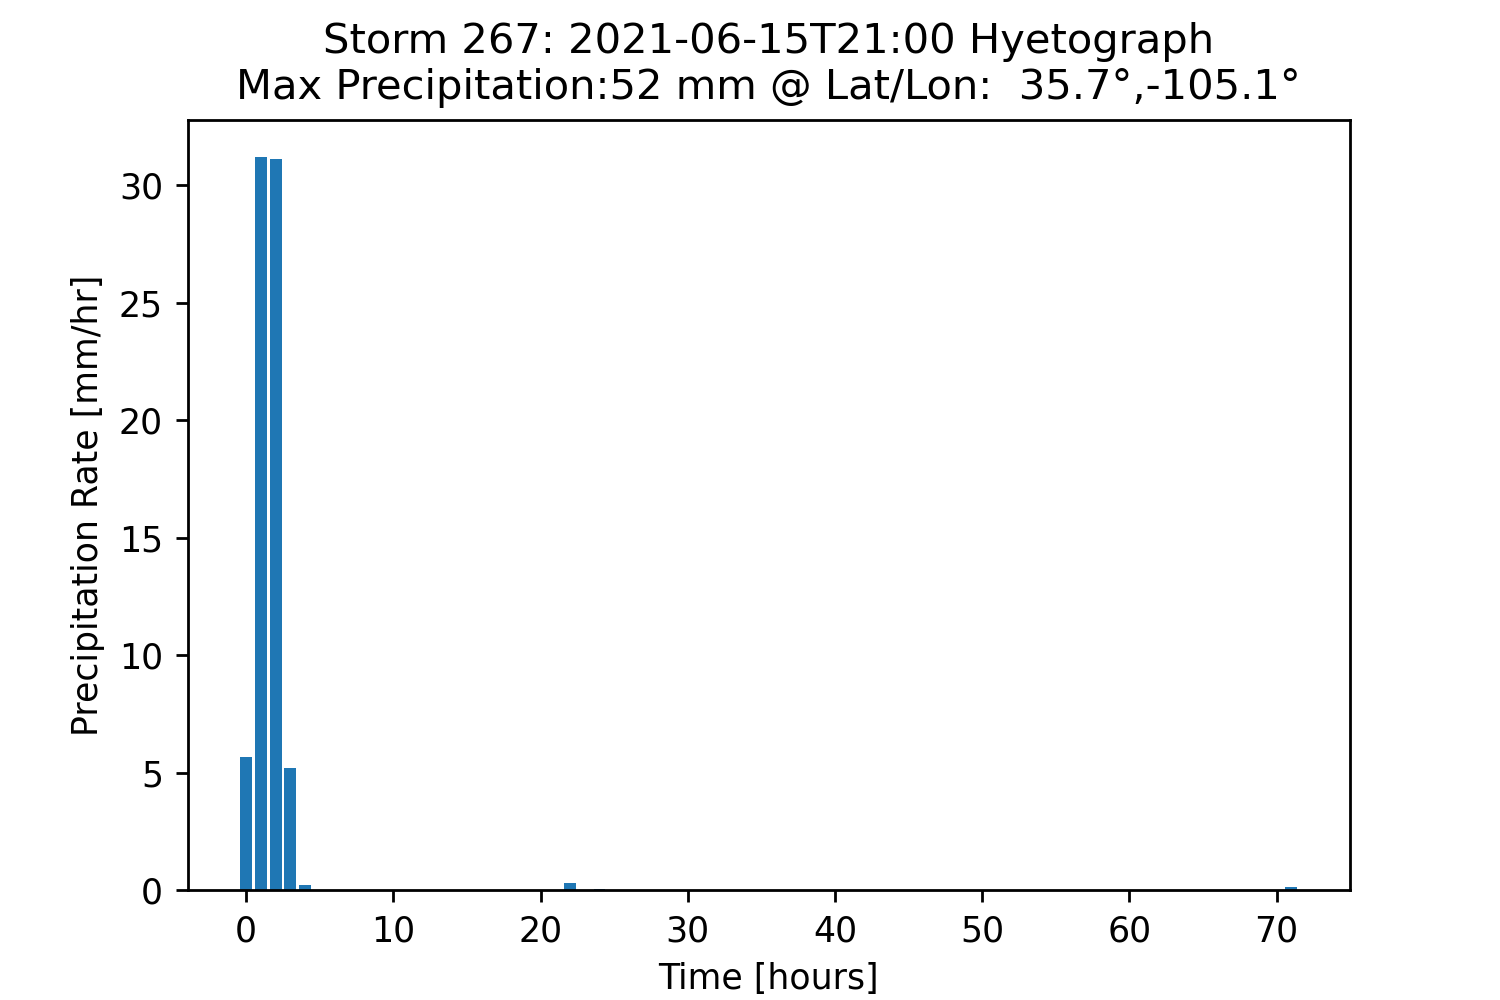 Storm 267: 2021-06-15T21:00 Hyetograph
Max Precipitation:52 mm @ Lat/Lon:  35.7°,-105.1°
Precipitation Rate [mm/hr]
30
25
20
15
10
5
0
0 10 20 30 40 50 60 70
Time [hours]